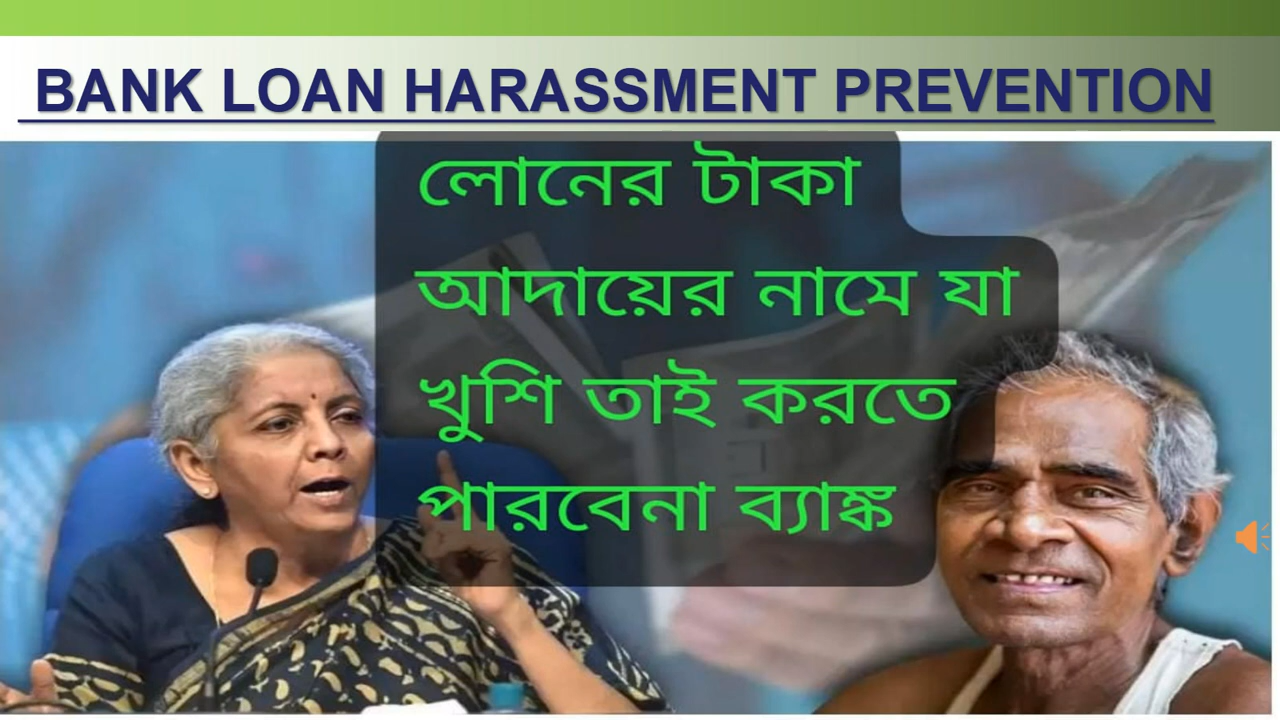 BANK LOAN HARASSMENT PREVENTION
লোনের টাকা
আদায়ের নামে যা
খুশি তাই করতে
পারবেনা ব্যাঙ্ক